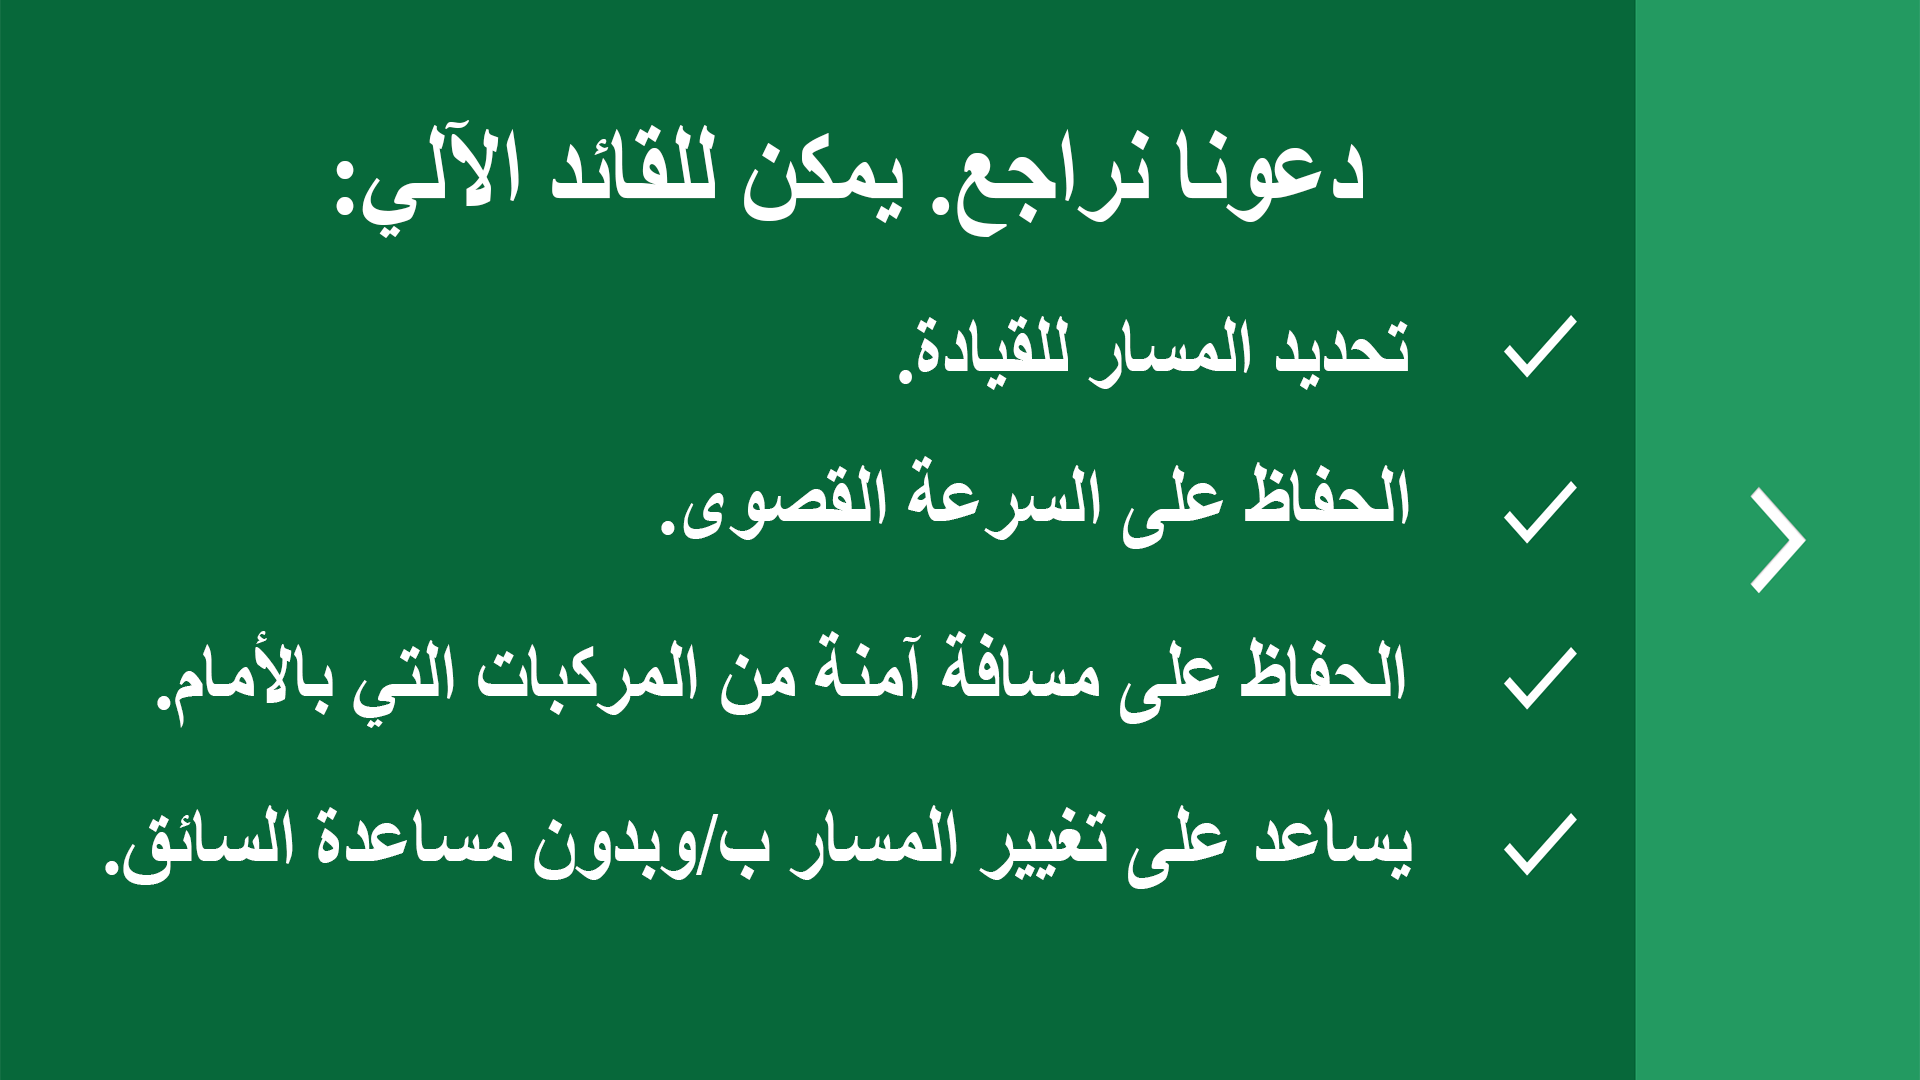 دعونا نراجع. يمكن للقائد الآلي:
تحديد المسار للقيادة.
الحفاظ على السرعة القصوى.
الحفاظ على مسافة آمنة من المركبات التي بالأمام.
يساعد على تغيير المسار ب/وبدون مساعدة السائق.